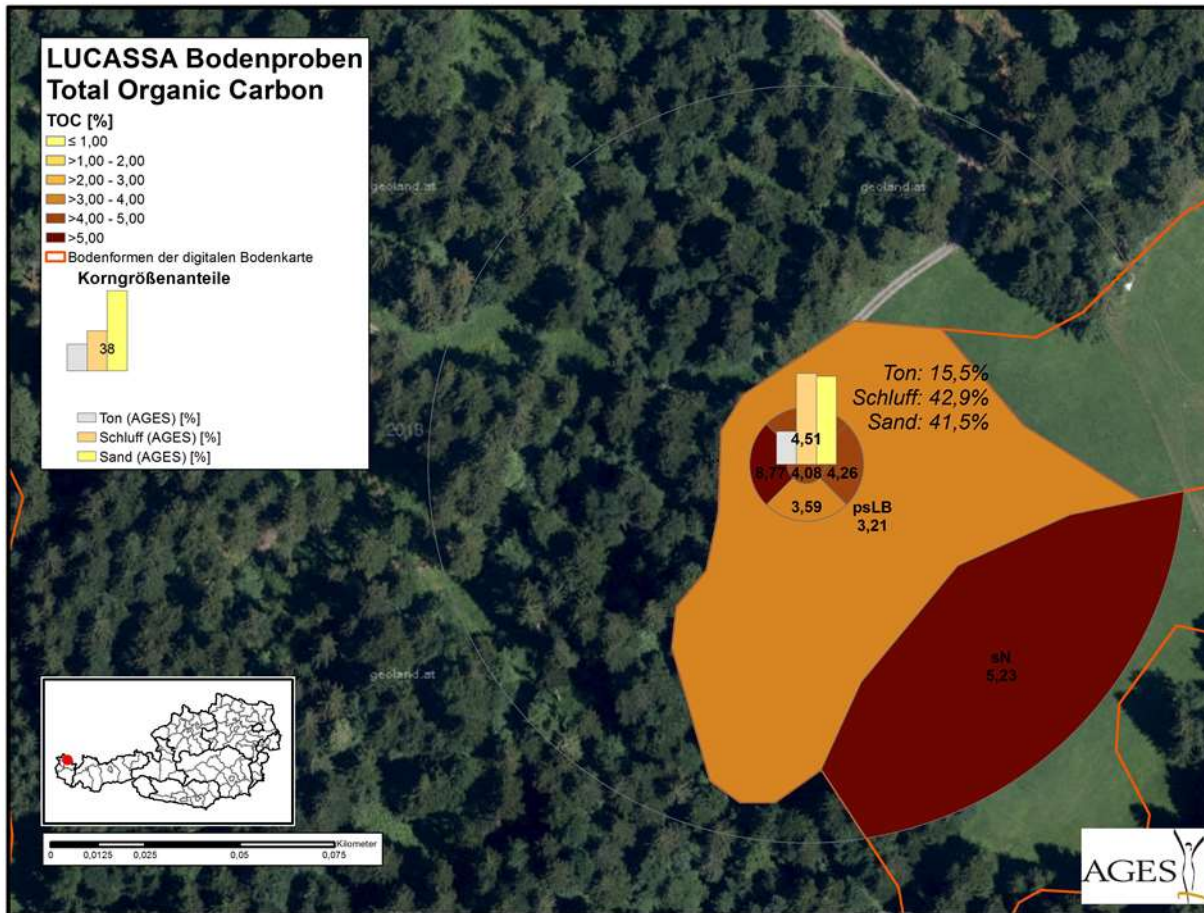 LUCASSA Bodenproben
Total Organic Carbon
TOC [%]
≤ 1,00
>1,00 - 2,00
>2,00 - 3,00
>3,00 - 4,00
>4,00 - 5,00
>5,00
Bodenformen der digitalen Bodenkarte
Korngrößenanteile
38
Ton (AGES) [%]
Schluff (AGES) [%]
Sand (AGES) [%]
geoland.at
geoland.at
2018
Ton: 15,5%
Schluff: 42,9%
Sand: 41,5%
4,51
8,77 4,08 4,26
3,59
psLB
3,21
sN
5,23
geoland.at
Kilometer
0 0,0125 0,025 0,05 0,075
AGES